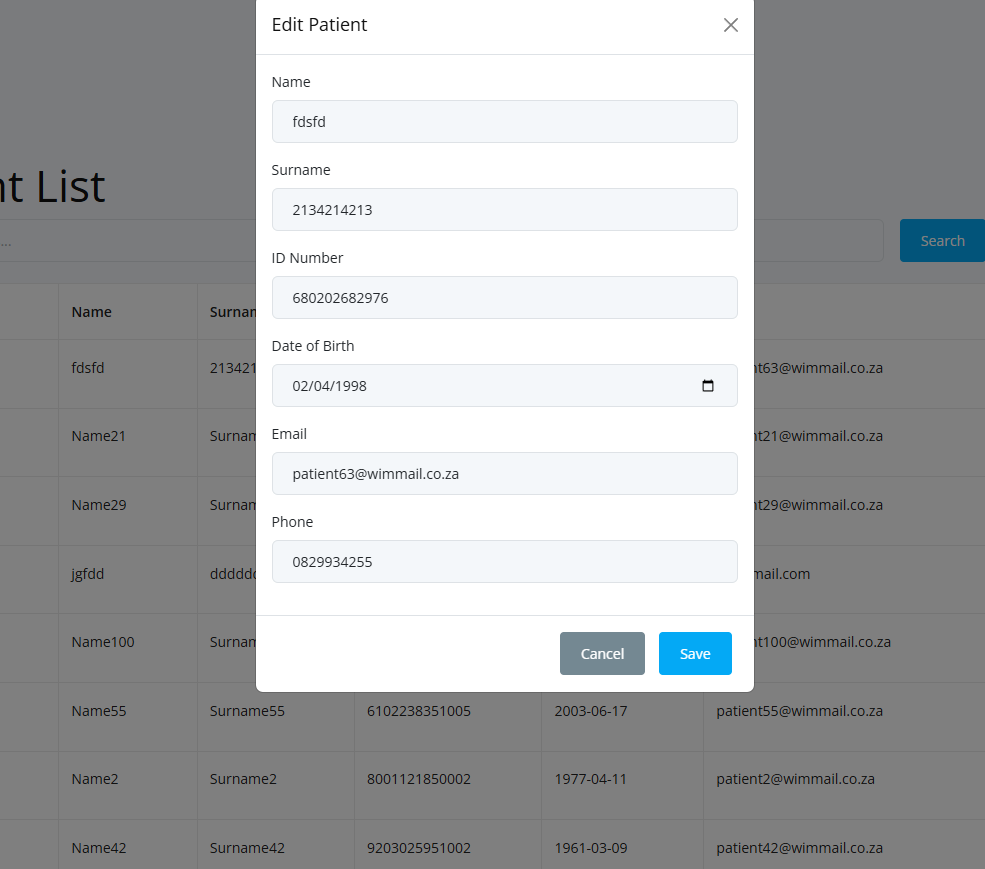 Edit Patient
Name
fdsfd
Surname
2134214213
ID Number
680202682976
Date of Birth
02/04/1998
Email
patient63@wimmail.co.za
Phone
0829934255
Cancel Save
nt List
... Search
Name Surnan
fdsfd 213421 nt63@wimmail.co.za
Name21 Surnam nt21@wimmail.co.za
Name29 Surnam nt29@wimmail.co.za
jgfdd dddddd mail.com
Name100 Surnam nt100@wimmail.co.za
Name55 Surname55 6102238351005 2003-06-17 patient55@wimmail.co.za
Name2 Surname2 8001121850002 1977-04-11 patient2@wimmail.co.za
Name42 Surname42 9203025951002 1961-03-09 patient42@wimmail.co.za